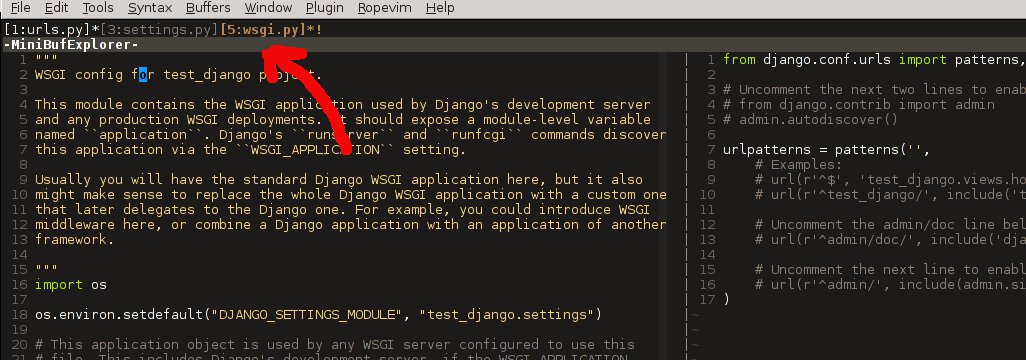 File Edit Tools Syntax Buffers Window Plugin Ropevim Help
[1:urls.py]*[3:settings.py][5:wsgi.py]*!
-MiniBufExplorer-
1 """
2 WSGI config for test_django project.
3
4 This module contains the WSGI application used by Django's development server
5 and any production WSGI deployments. It should expose a module-level variable
6 named ``application``. Django's ``runserver`` and ``runfcgi`` commands discover
7 this application via the ``WSGI_APPLICATION`` setting.
8
9 Usually you will have the standard Django WSGI application here, but it also
10 might make sense to replace the whole Django WSGI application with a custom one
11 that later delegates to the Django one. For example, you could introduce WSGI
12 middleware here, or combine a Django application with an application of another
13 framework.
14
15 """
16 import os
17
18 os.environ.setdefault("DJANGO_SETTINGS_MODULE", "test_django.settings")
19
20 # This application object is used by any WSGI server configured to use this
21 # file. This includes Django's development server, if the WSGI_APPLICATION
1 from django.conf.urls import patterns,
2
3 # Uncomment the next two lines to enab
4 # from django.contrib import admin
5 # admin.autodiscover()
6
7 urlpatterns = patterns('',
8 # Examples:
9 # url(r'^$', 'test_django.views.ho
10 # url(r'^test_django/', include('t
11
12 # Uncomment the admin/doc line bel
13 # url(r'^admin/doc/', include('dja
14
15 # Uncomment the next line to enabl
16 # url(r'^admin/', include(admin.si
17 )
~
~
~
~